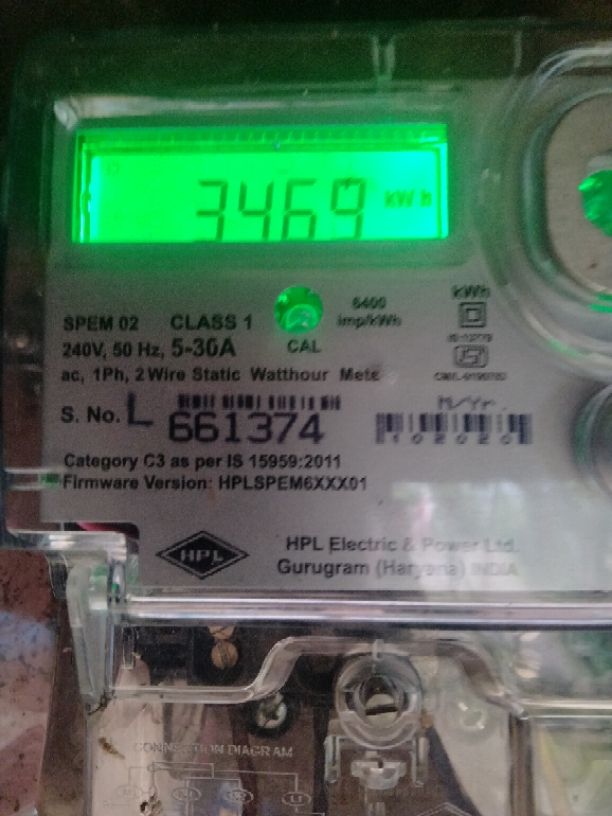 3469 kWh
6400
imp/kWh
kWh
SPEM 02 CLASS 1
240V, 50 Hz, 5-30A
CAL
ac, 1Ph, 2 Wire Static Watthour Mete
S. No. L 661374
M/Yr.
102020
Category C3 as per IS 15959:2011
Firmware Version: HPLSPEM6XXX01
HPL
HPL Electric & Power Ltd.
Gurugram (Haryana) INDIA
CONNECTION DIAGRAM